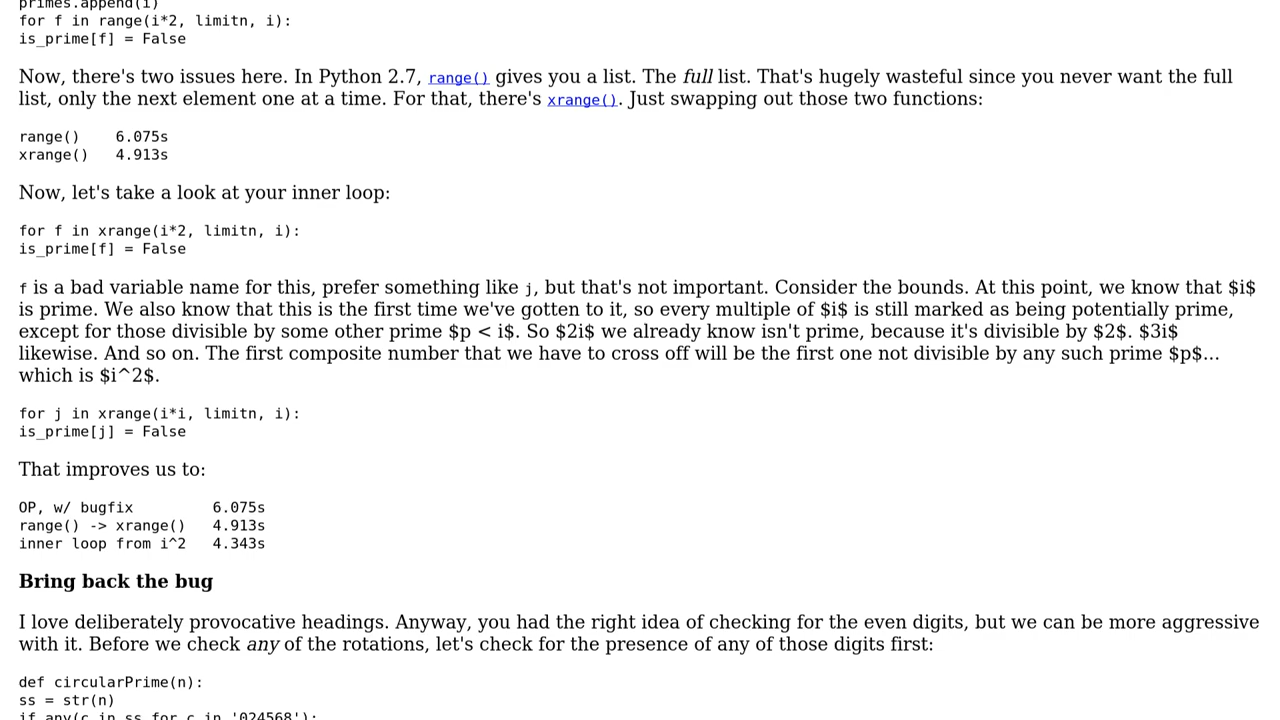 primes.append(i)
for f in range(i*2, limitn, i):
is_prime[f] = False
Now, there's two issues here. In Python 2.7, range() gives you a list. The full list. That's hugely wasteful since you never want the full
list, only the next element one at a time. For that, there's xrange(). Just swapping out those two functions:
range()    6.075s
xrange()   4.913s
Now, let's take a look at your inner loop:
for f in xrange(i*2, limitn, i):
is_prime[f] = False
f is a bad variable name for this, prefer something like j, but that's not important. Consider the bounds. At this point, we know that $i$
is prime. We also know that this is the first time we've gotten to it, so every multiple of $i$ is still marked as being potentially prime,
except for those divisible by some other prime $p < i$. So $2i$ we already know isn't prime, because it's divisible by $2$. $3i$
likewise. And so on. The first composite number that we have to cross off will be the first one not divisible by any such prime $p$...
which is $i^2$.
for j in xrange(i*i, limitn, i):
is_prime[j] = False
That improves us to:
OP, w/ bugfix         6.075s
range() -> xrange()   4.913s
inner loop from i^2   4.343s
Bring back the bug
I love deliberately provocative headings. Anyway, you had the right idea of checking for the even digits, but we can be more aggressive
with it. Before we check any of the rotations, let's check for the presence of any of those digits first:
def circularPrime(n):
ss = str(n)
if any(c in ss for c in '024568'):